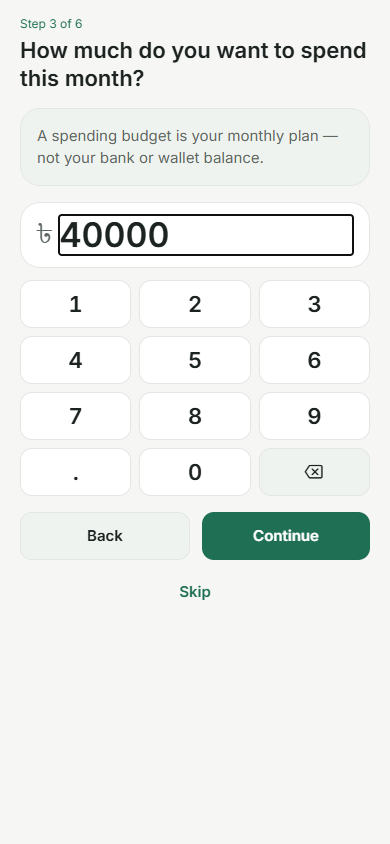 Step 3 of 6
How much do you want to spend
this month?
A spending budget is your monthly plan —
not your bank or wallet balance.
৳ 40000
1 2 3
4 5 6
7 8 9
. 0
Back Continue
Skip